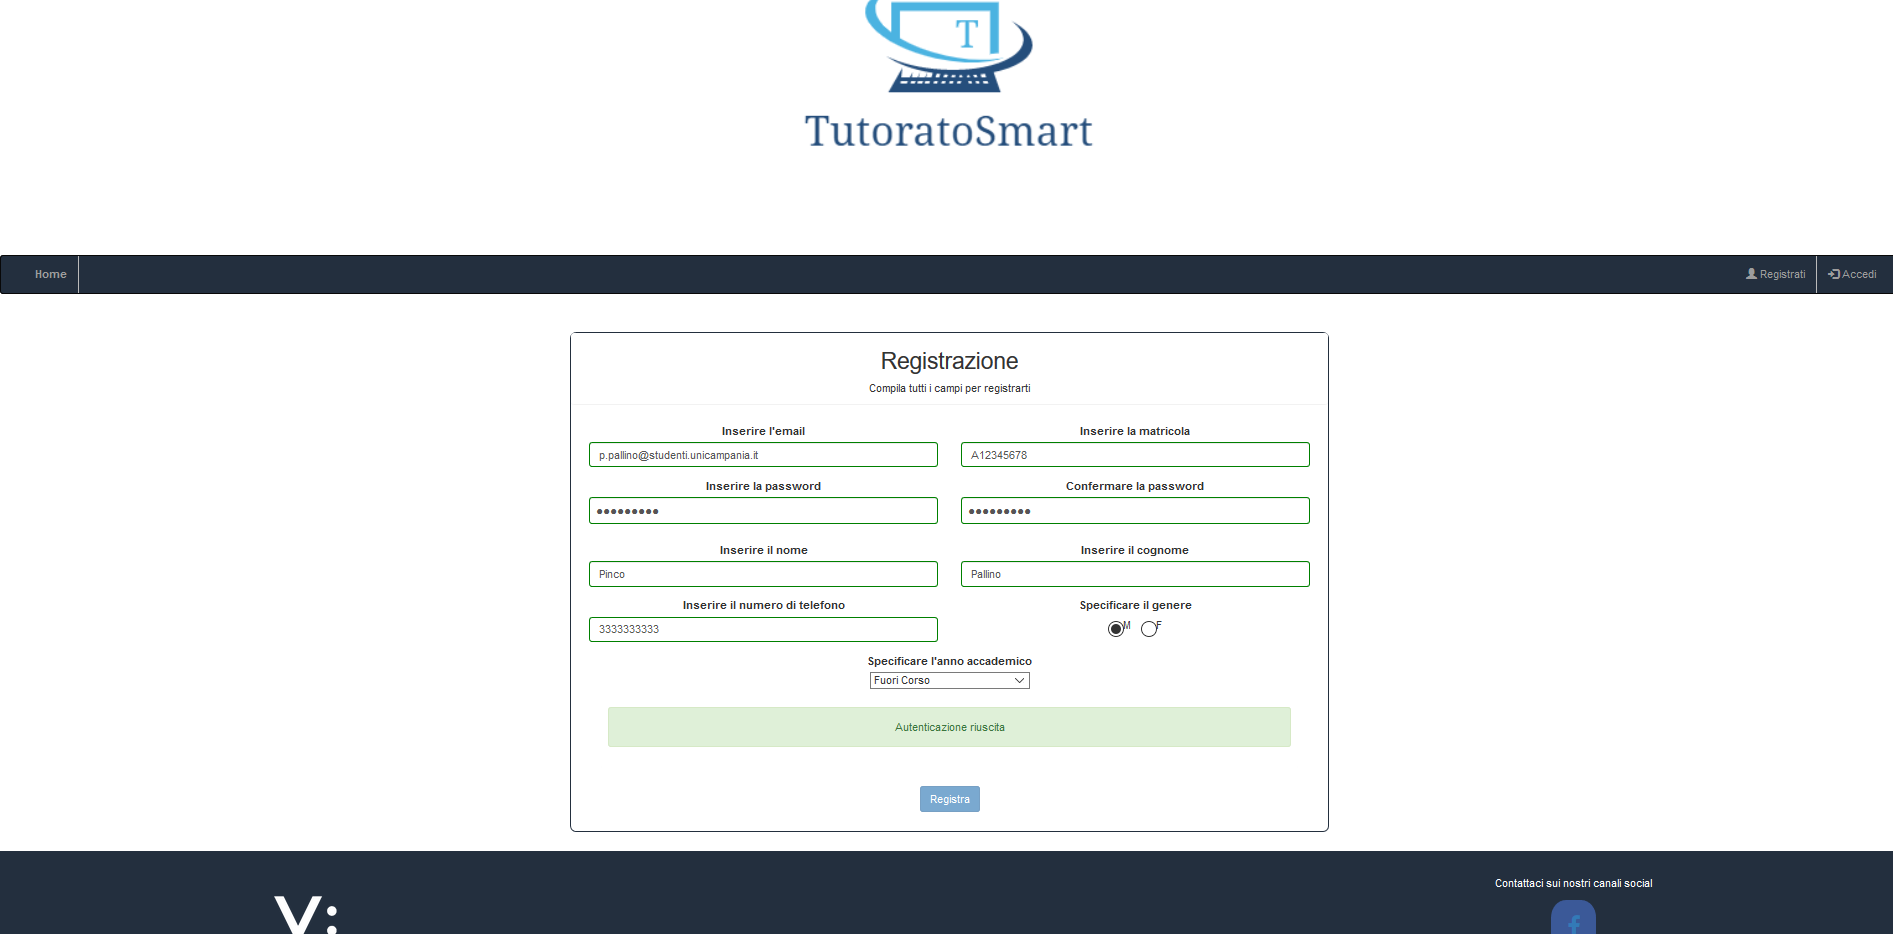 T
TutoratoSmart
Home
Registrati
Accedi
Registrazione
Compila tutti i campi per registrarti
Inserire l'email
Inserire la matricola
p.pallino@studenti.unicampania.it
A12345678
Inserire la password
Confermare la password
●●●●●●●●●
●●●●●●●●●
Inserire il nome
Inserire il cognome
Pinco
Pallino
Inserire il numero di telefono
Specificare il genere
3333333333
M
F
Specificare l'anno accademico
Fuori Corso
Autenticazione riuscita
Registra
Contattaci sui nostri canali social
V:
f